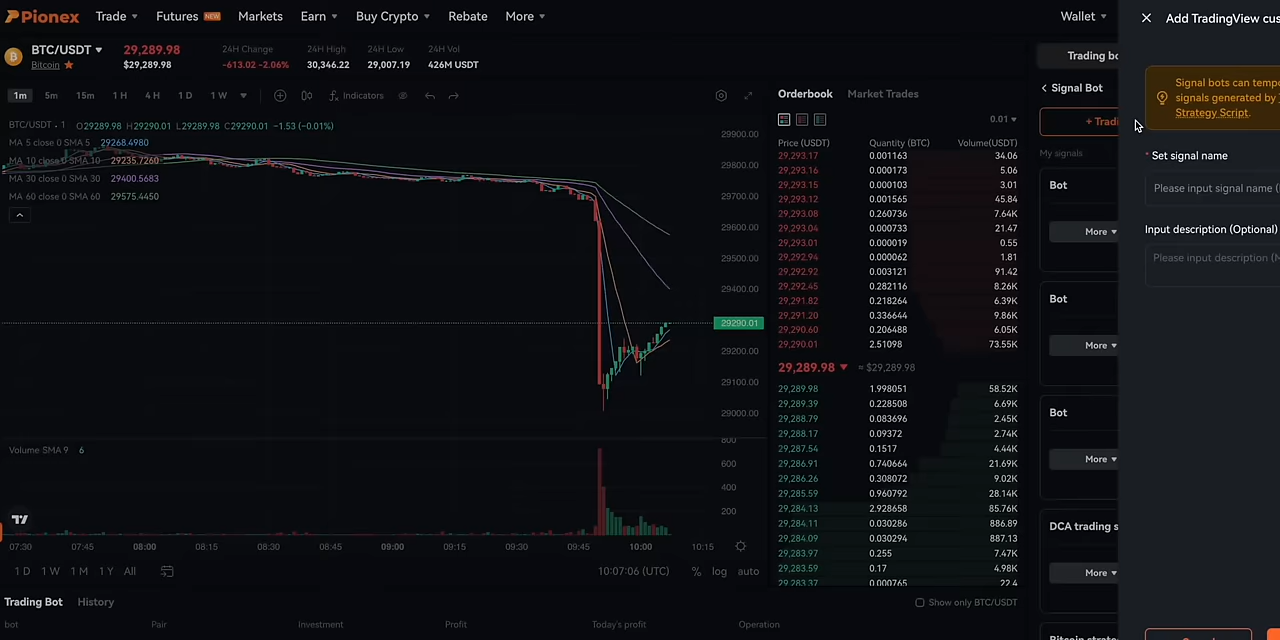 Pionex
Trade
Futures NEW
Markets
Earn
Buy Crypto
Rebate
More
Wallet
Add TradingView cus
BTC/USDT
Bitcoin
29,289.98
$29,289.98
24H Change
-613.02 -2.06%
24H High
30,346.22
24H Low
29,007.19
24H Vol
426M USDT
1m 5m 15m 1 H 4 H 1 D 1 W
Indicators
BTC/USDT · 1 O29289.98 H29290.01 L29289.98 C29290.01 −1.53 (−0.01%)
MA 5 close 0 SMA 5 29268.4980
MA 10 close 0 SMA 10 29235.7260
MA 30 close 0 SMA 30 29400.5683
MA 60 close 0 SMA 60 29575.4450
29900.00
29800.00
29700.00
29600.00
29500.00
29400.00
29290.01
29200.00
29100.00
29000.00
Volume SMA 9 6
800
600
400
200
07:30 07:45 08:00 08:15 08:30 08:45 09:00 09:15 09:30 09:45 10:00 10:15
1 D 1 W 1 M 1 Y All
10:07:06 (UTC) % log auto
Orderbook Market Trades
0.01
Price (USDT) Quantity (BTC) Volume(USDT)
29,293.17 0.001163 34.06
29,293.16 0.000173 5.06
29,293.15 0.000103 3.01
29,293.12 0.001565 45.84
29,293.08 0.260736 7.64K
29,293.04 0.000733 21.47
29,293.01 0.000019 0.55
29,292.94 0.000062 1.81
29,292.92 0.003121 91.42
29,292.45 0.282116 8.26K
29,291.82 0.218264 6.39K
29,291.20 0.336644 9.86K
29,290.60 0.206488 6.05K
29,290.01 2.51098 73.55K
29,289.98 ≈ $29,289.98
29,289.98 1.998051 58.52K
29,289.39 0.228508 6.69K
29,288.79 0.083696 2.45K
29,288.17 0.09372 2.74K
29,287.54 0.1517 4.44K
29,286.91 0.740664 21.69K
29,286.26 0.308072 9.02K
29,285.59 0.960792 28.14K
29,284.13 2.928658 85.76K
29,284.11 0.030286 886.89
29,284.09 0.030294 887.13
29,283.97 0.255 7.47K
29,283.59 0.17 4.98K
29,283.37 0.000765 22.4
Show only BTC/USDT
Trading Bot History
bot Pair Investment Profit Today's profit Operation
Trading bo
Signal Bot
+ Tradi
My signals
Bot
More
Bot
More
Bot
More
DCA trading s
More
Bitcoin strate
Signal bots can tempo
signals generated by
Strategy Script.
* Set signal name
Please input signal name (
Input description (Optional)
Please input description (M